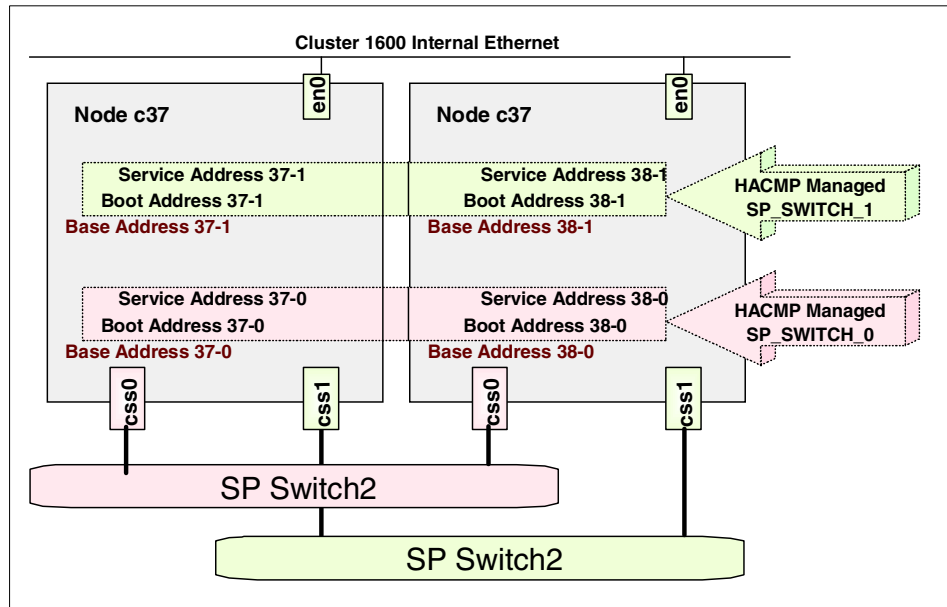 Cluster 1600 Internal Ethernet
en0
en0
Node c37
Node c37
Service Address 37-1
Boot Address 37-1
Base Address 37-1
Service Address 38-1
Boot Address 38-1
Base Address 38-1
HACMP Managed
SP_SWITCH_1
Service Address 37-0
Boot Address 37-0
Base Address 37-0
Service Address 38-0
Boot Address 38-0
Base Address 38-0
HACMP Managed
SP_SWITCH_0
css0
css1
css0
css1
SP Switch2
SP Switch2